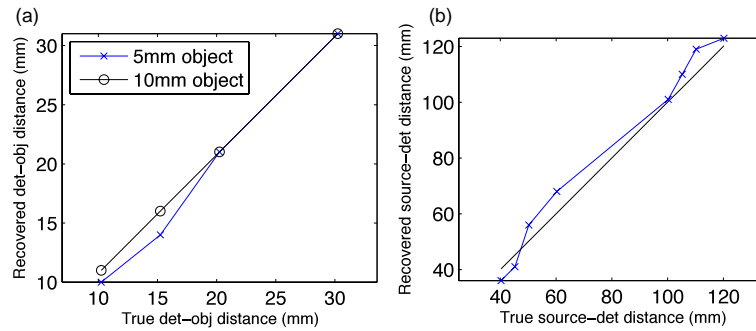 (a)
31
20
15
10
10
15
20
25
30
Recovered det-obj distance (mm)
True det-obj distance (mm)
5mm object
10mm object
(b)
120
100
80
60
40
40
60
80
100
120
Recovered source-det distance (mm)
True source-det distance (mm)